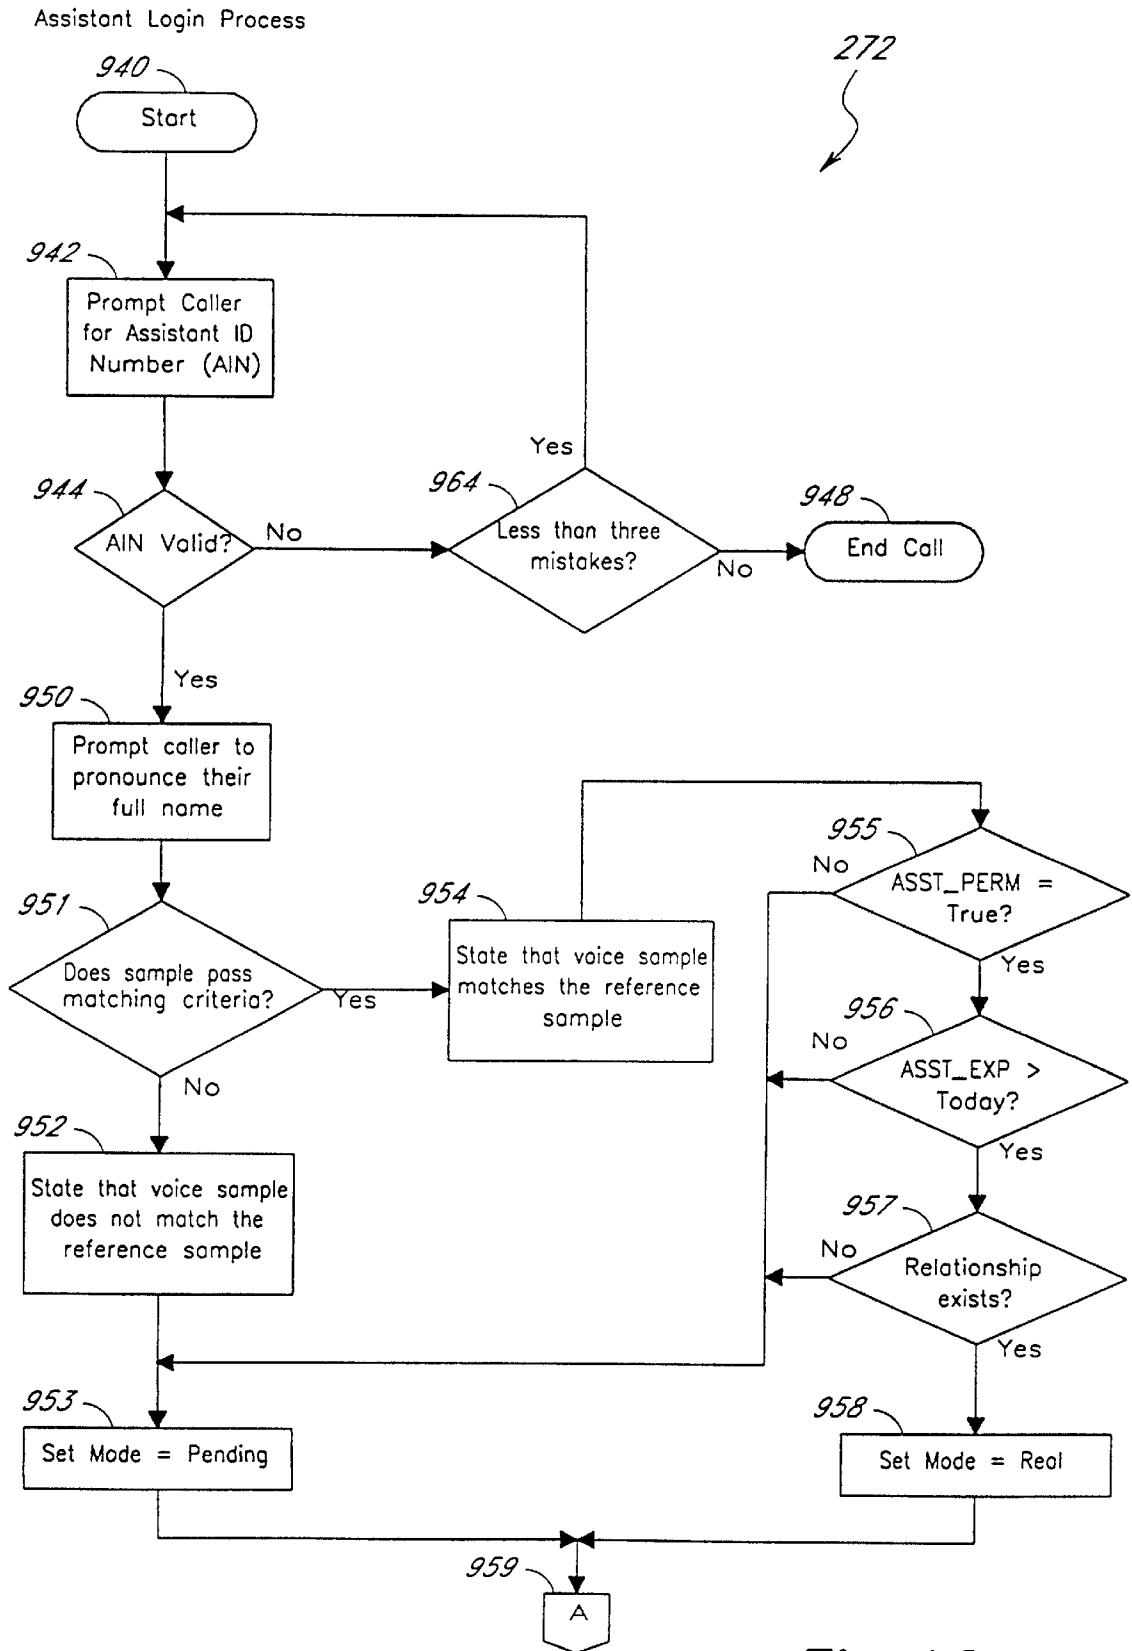 Assistant Login Process
272
940
Start
942
Prompt Caller
for Assistant ID
Number (AIN)
Yes
944
AIN Valid?
No
964
Less than three
mistakes?
No
948
End Call
Yes
950
Prompt caller to
pronounce their
full name
951
Does sample pass
matching criteria?
Yes
954
State that voice sample
matches the reference
sample
955
No
ASST_PERM =
True?
Yes
956
No
ASST_EXP >
Today?
Yes
957
No
Relationship
exists?
Yes
No
952
State that voice sample
does not match the
reference sample
953
Set Mode = Pending
958
Set Mode = Real
959
A